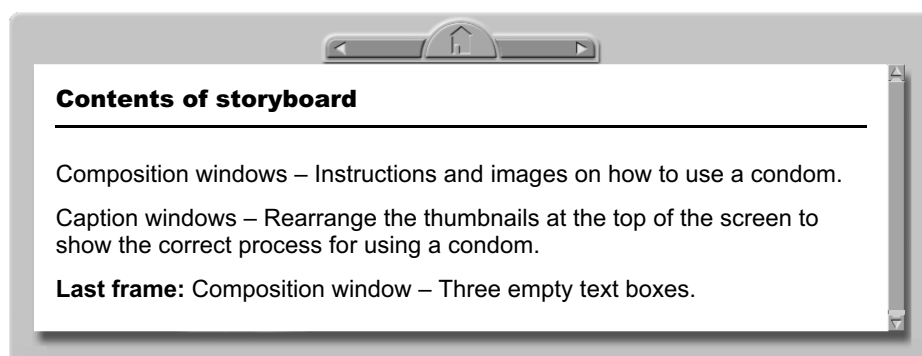 Contents of storyboard
Composition windows – Instructions and images on how to use a condom.
Caption windows – Rearrange the thumbnails at the top of the screen to
show the correct process for using a condom.
Last frame: Composition window – Three empty text boxes.